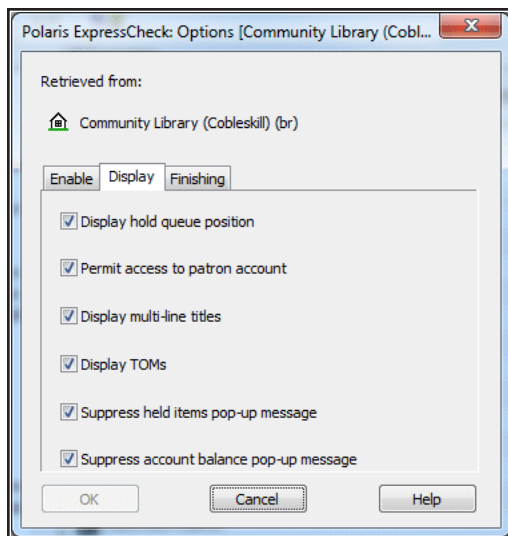 Polaris ExpressCheck: Options [Community Library (Cobl...
Retrieved from:
Community Library (Cobleskill) (br)
Enable Display Finishing
Display hold queue position
Permit access to patron account
Display multi-line titles
Display TOMs
Suppress held items pop-up message
Suppress account balance pop-up message
OK Cancel Help